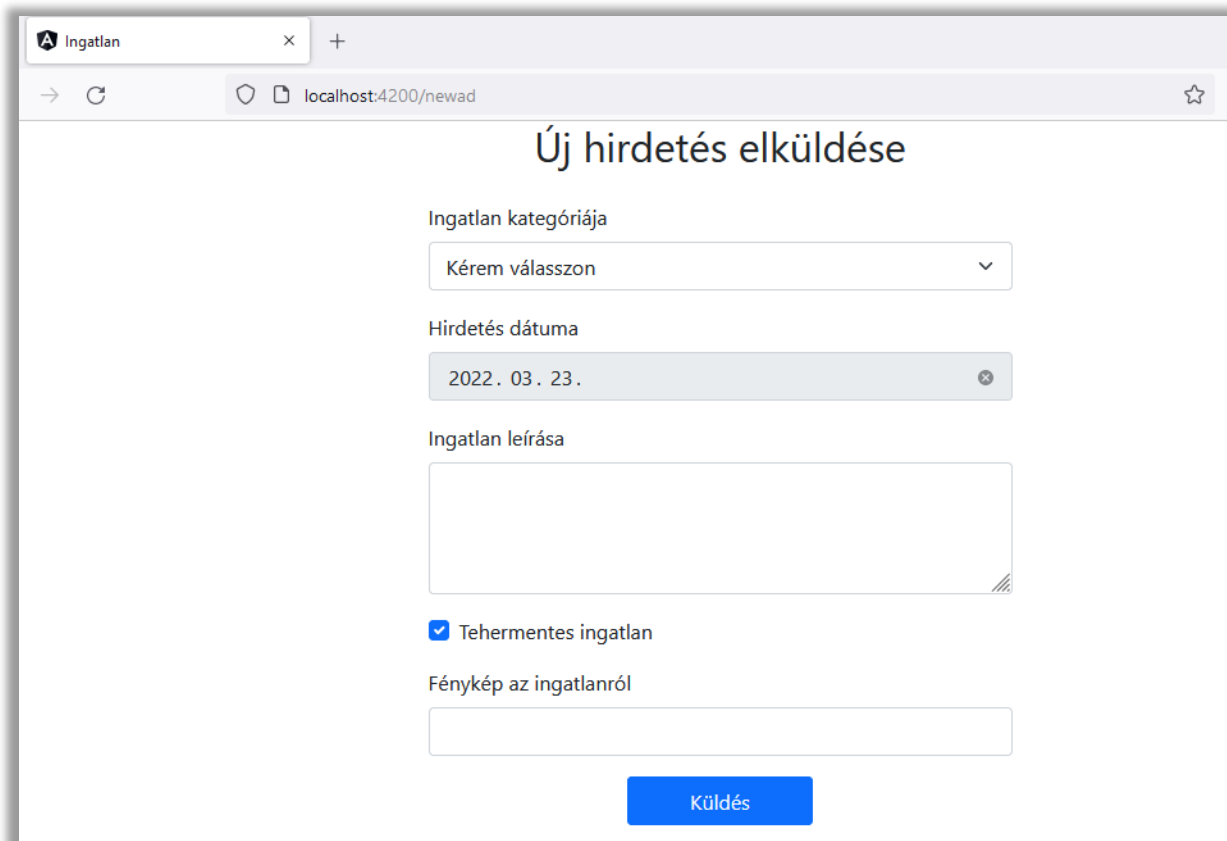 Ingatlan
localhost:4200/newad
Új hirdetés elküldése
Ingatlan kategóriája
Kérem válasszon
Hirdetés dátuma
2022. 03. 23.
Ingatlan leírása
Tehermentes ingatlan
Fénykép az ingatlanról
Küldés